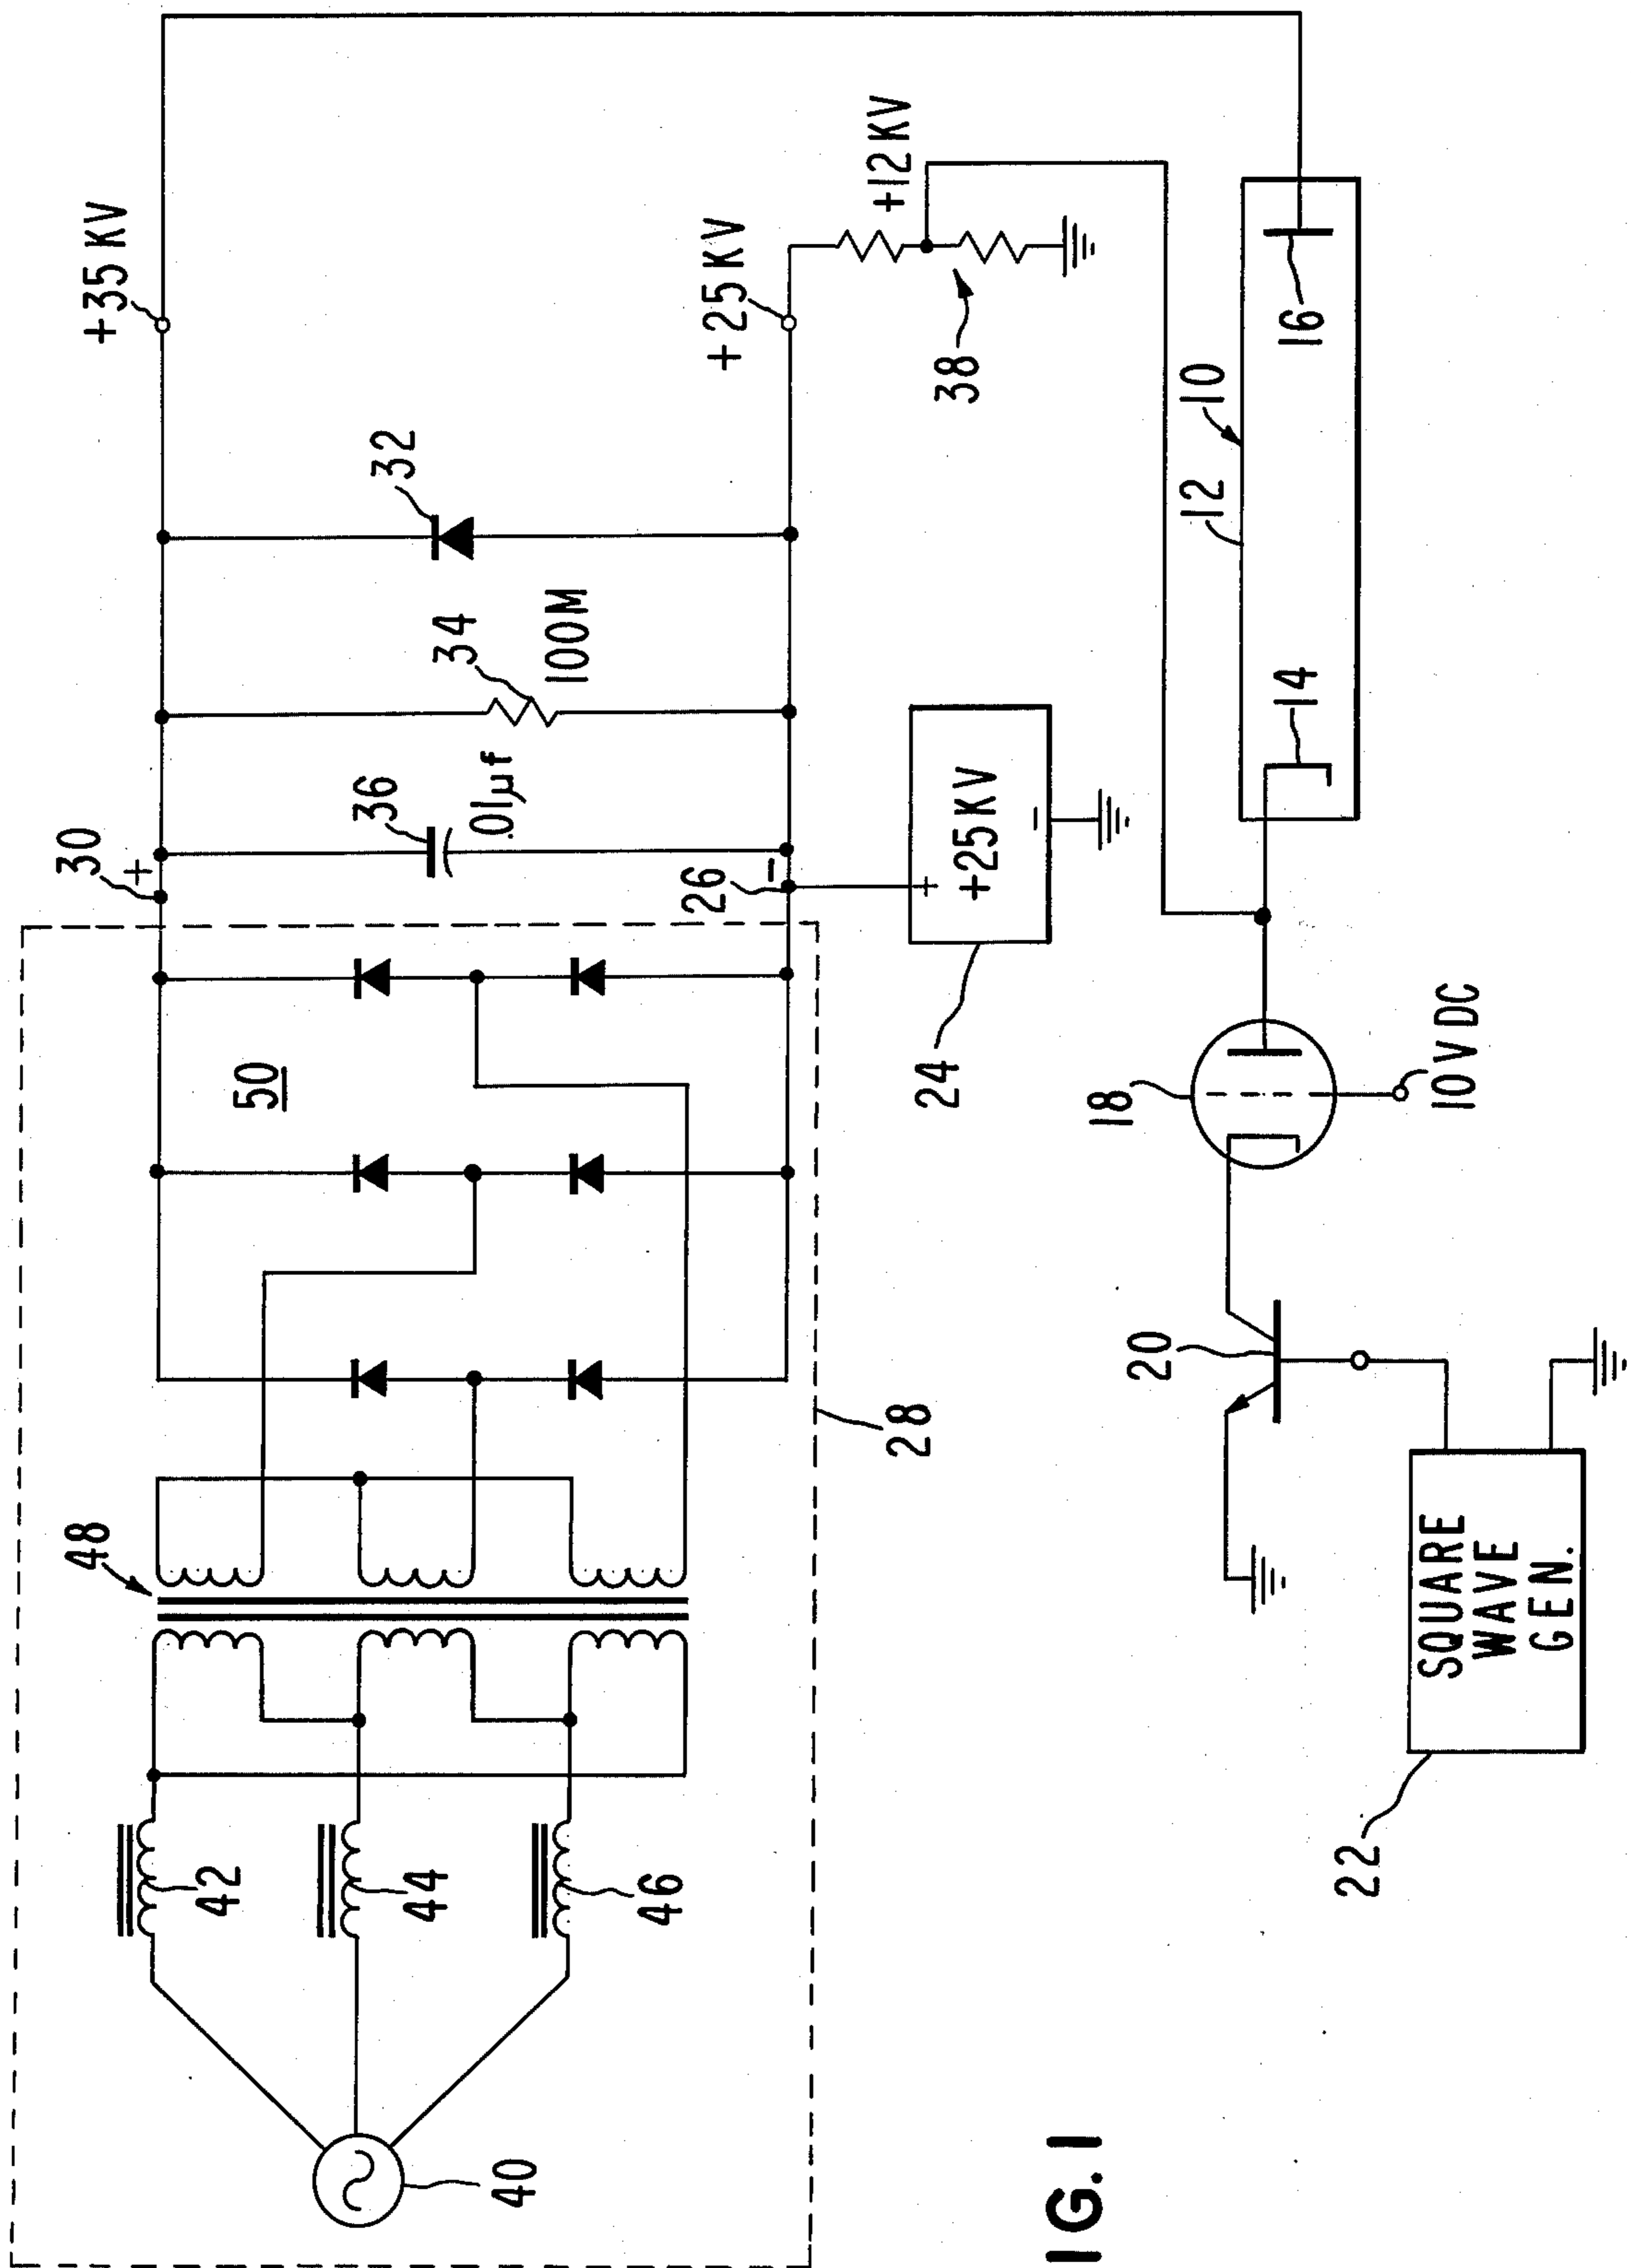 +35 KV
+25 KV
+12 KV
38
32
34
100M
36
.01µf
30
+
26
−
50
28
48
42
44
46
40
+
+25 KV
−
24
10
12
14
16
18
10 V DC
20
SQUARE
WAVE
GEN.
22
IG. 1